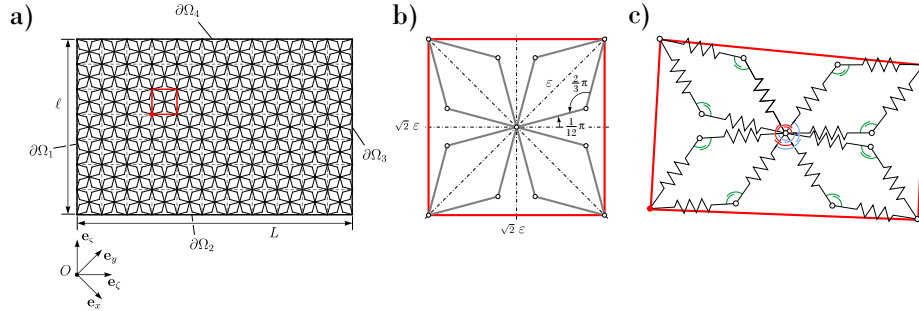 a)
∂Ω₄
ℓ
∂Ω₁
∂Ω₃
L
∂Ω₂
e_ς
e_y
O
e_ζ
e_x
b)
ε
2/3 π
1/12 π
√2 ε
√2 ε
c)